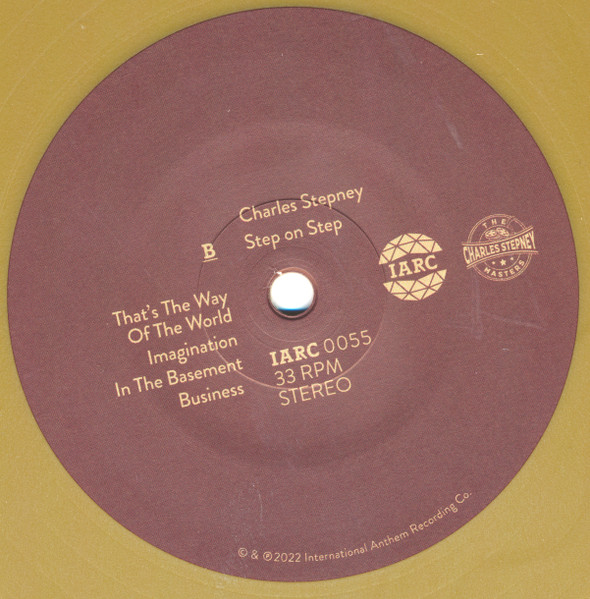 Charles Stepney
Step on Step
B
IARC
THE
CHARLES STEPNEY
MASTERS
That's The Way
Of The World
Imagination
In The Basement
Business
IARC 0055
33 RPM
STEREO
© & ℗ 2022 International Anthem Recording Co.